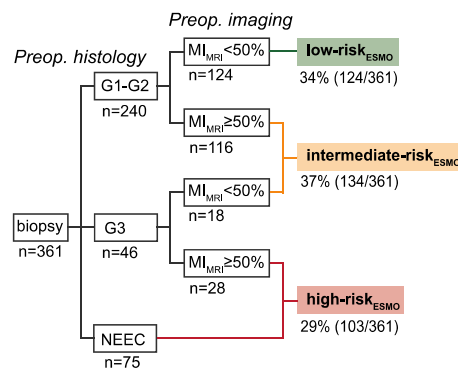 Preop. imaging
Preop. histology
MI_MRI<50%
n=124
low-risk_ESMO
34% (124/361)
G1-G2
n=240
MI_MRI≥50%
n=116
intermediate-risk_ESMO
37% (134/361)
MI_MRI<50%
n=18
biopsy
n=361
G3
n=46
MI_MRI≥50%
n=28
high-risk_ESMO
29% (103/361)
NEEC
n=75